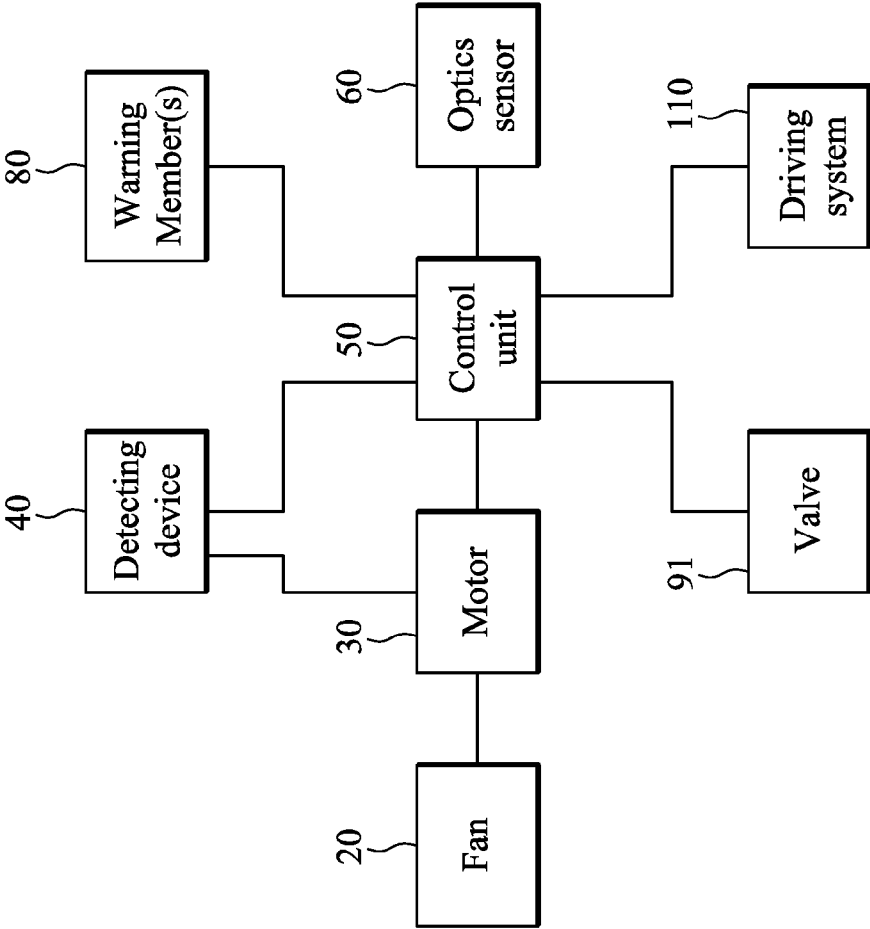 20
Fan
30
Motor
40
Detecting
device
50
Control
unit
60
Optics
sensor
80
Warning
Member(s)
91
Valve
110
Driving
system